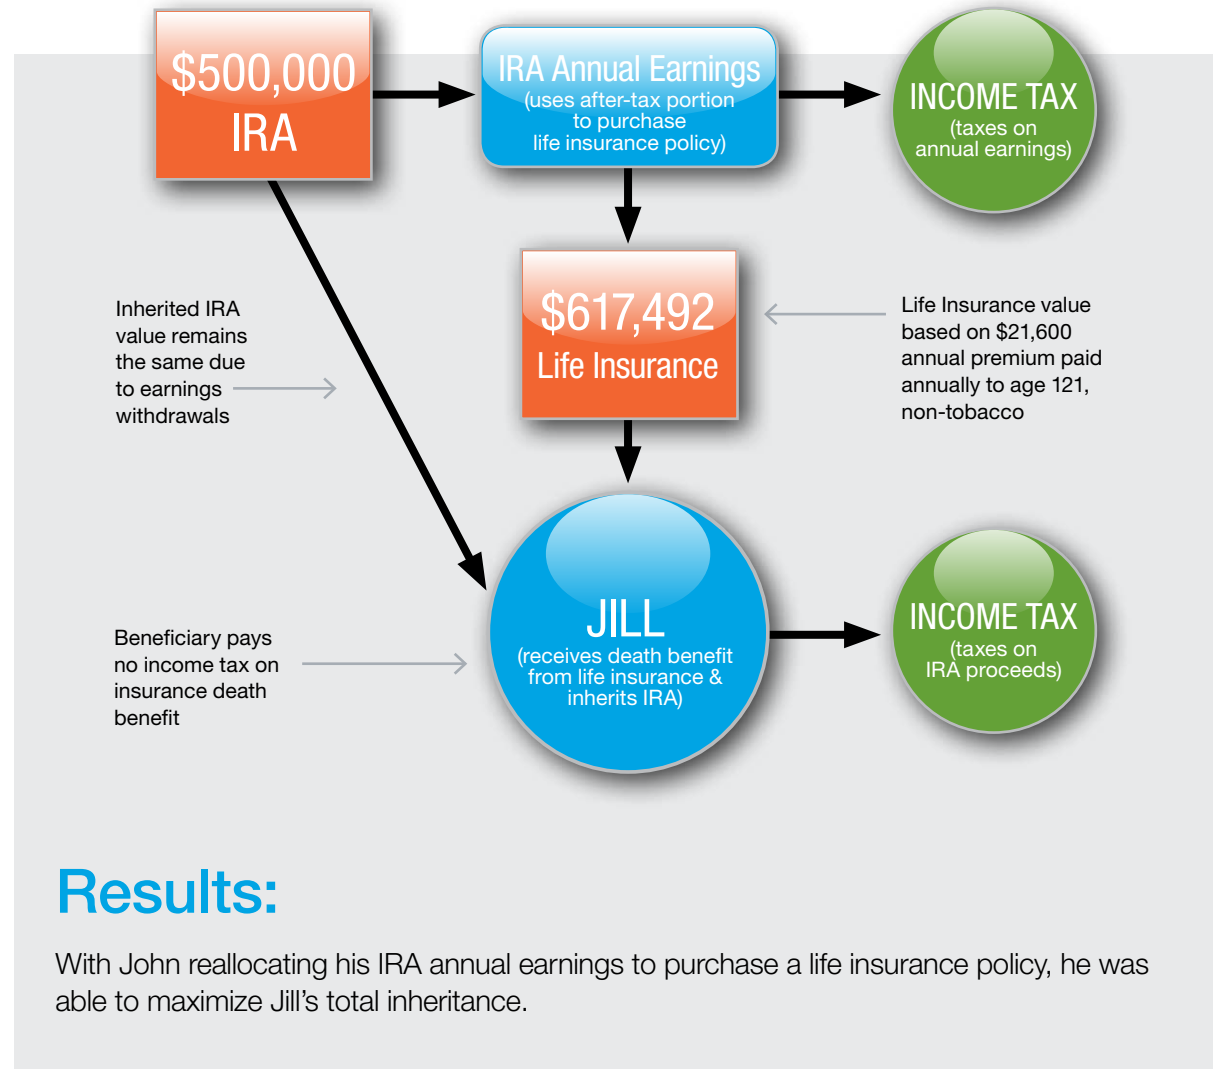 $500,000
IRA
IRA Annual Earnings
(uses after-tax portion
to purchase
life insurance policy)
INCOME TAX
(taxes on
annual earnings)
Inherited IRA
value remains
the same due
to earnings
withdrawals
$617,492
Life Insurance
Life Insurance value
based on $21,600
annual premium paid
annually to age 121,
non-tobacco
Beneficiary pays
no income tax on
insurance death
benefit
JILL
(receives death benefit
from life insurance &
inherits IRA)
INCOME TAX
(taxes on
IRA proceeds)
Results:
With John reallocating his IRA annual earnings to purchase a life insurance policy, he was
able to maximize Jill’s total inheritance.